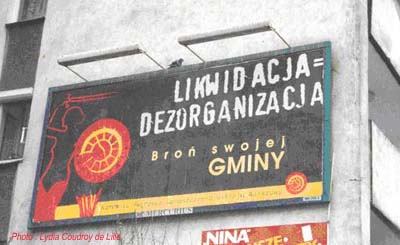 LIKWIDACJA=
DEZORGANIZACJA
Broń swojej
GMINY
MERCURIUS
NINA
Photo : Lydia Coudroy de Lille